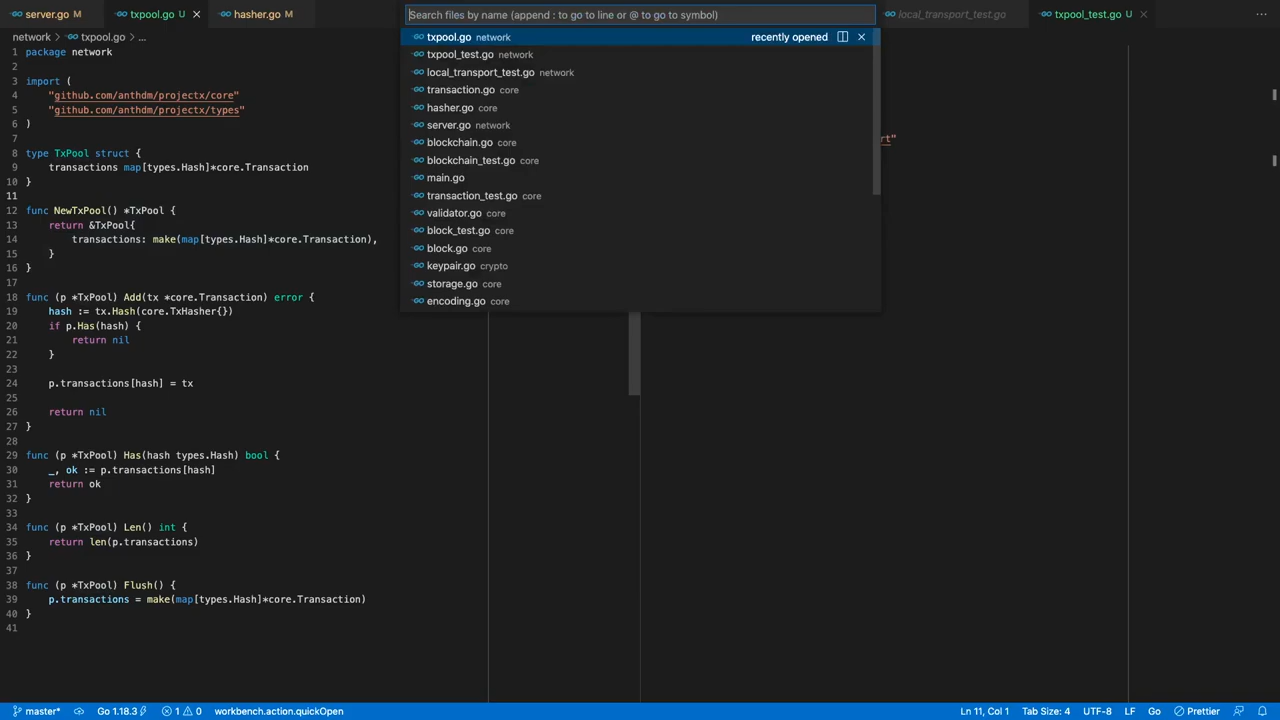 server.go M
txpool.go U
hasher.go M
Search files by name (append : to go to line or @ to go to symbol)
local_transport_test.go
txpool_test.go U
network > txpool.go > ...
txpool.go network recently opened
txpool_test.go network
local_transport_test.go network
transaction.go core
hasher.go core
server.go network
blockchain.go core
blockchain_test.go core
main.go
transaction_test.go core
validator.go core
block_test.go core
block.go core
keypair.go crypto
storage.go core
encoding.go core
1 package network
2
3 import (
4 "github.com/anthdm/projectx/core"
5 "github.com/anthdm/projectx/types"
6 )
7
8 type TxPool struct {
9 transactions map[types.Hash]*core.Transaction
10 }
11
12 func NewTxPool() *TxPool {
13 return &TxPool{
14 transactions: make(map[types.Hash]*core.Transaction),
15 }
16 }
17
18 func (p *TxPool) Add(tx *core.Transaction) error {
19 hash := tx.Hash(core.TxHasher{})
20 if p.Has(hash) {
21 return nil
22 }
23
24 p.transactions[hash] = tx
25
26 return nil
27 }
28
29 func (p *TxPool) Has(hash types.Hash) bool {
30 _, ok := p.transactions[hash]
31 return ok
32 }
33
34 func (p *TxPool) Len() int {
35 return len(p.transactions)
36 }
37
38 func (p *TxPool) Flush() {
39 p.transactions = make(map[types.Hash]*core.Transaction)
40 }
41
rt"
master* Go 1.18.3 1 0 workbench.action.quickOpen
Ln 11, Col 1 Tab Size: 4 UTF-8 LF Go Prettier